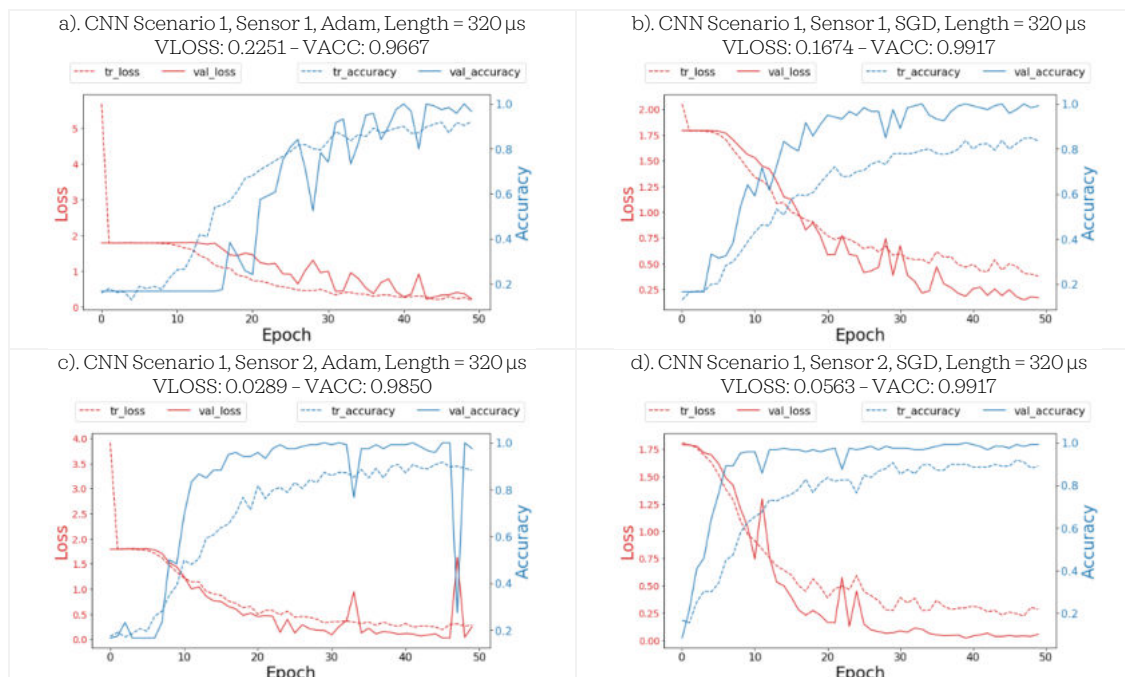 a). CNN Scenario 1, Sensor 1, Adam, Length = 320 µs
VLOSS: 0.2251 – VACC: 0.9667
tr_loss val_loss tr_accuracy val_accuracy
5
4
3
2
1
0
Loss
1.0
0.8
0.6
0.4
0.2
Accuracy
0 10 20 30 40 50
Epoch
b). CNN Scenario 1, Sensor 1, SGD, Length = 320 µs
VLOSS: 0.1674 – VACC: 0.9917
tr_loss val_loss tr_accuracy val_accuracy
2.00
1.75
1.50
1.25
1.00
0.75
0.50
0.25
Loss
1.0
0.8
0.6
0.4
0.2
Accuracy
0 10 20 30 40 50
Epoch
c). CNN Scenario 1, Sensor 2, Adam, Length = 320 µs
VLOSS: 0.0289 – VACC: 0.9850
tr_loss val_loss tr_accuracy val_accuracy
4.0
3.5
3.0
2.5
2.0
1.5
1.0
0.5
0.0
Loss
1.0
0.8
0.6
0.4
0.2
Accuracy
0 10 20 30 40 50
Epoch
d). CNN Scenario 1, Sensor 2, SGD, Length = 320 µs
VLOSS: 0.0563 – VACC: 0.9917
tr_loss val_loss tr_accuracy val_accuracy
1.75
1.50
1.25
1.00
0.75
0.50
0.25
0.00
Loss
1.0
0.8
0.6
0.4
0.2
Accuracy
0 10 20 30 40 50
Epoch